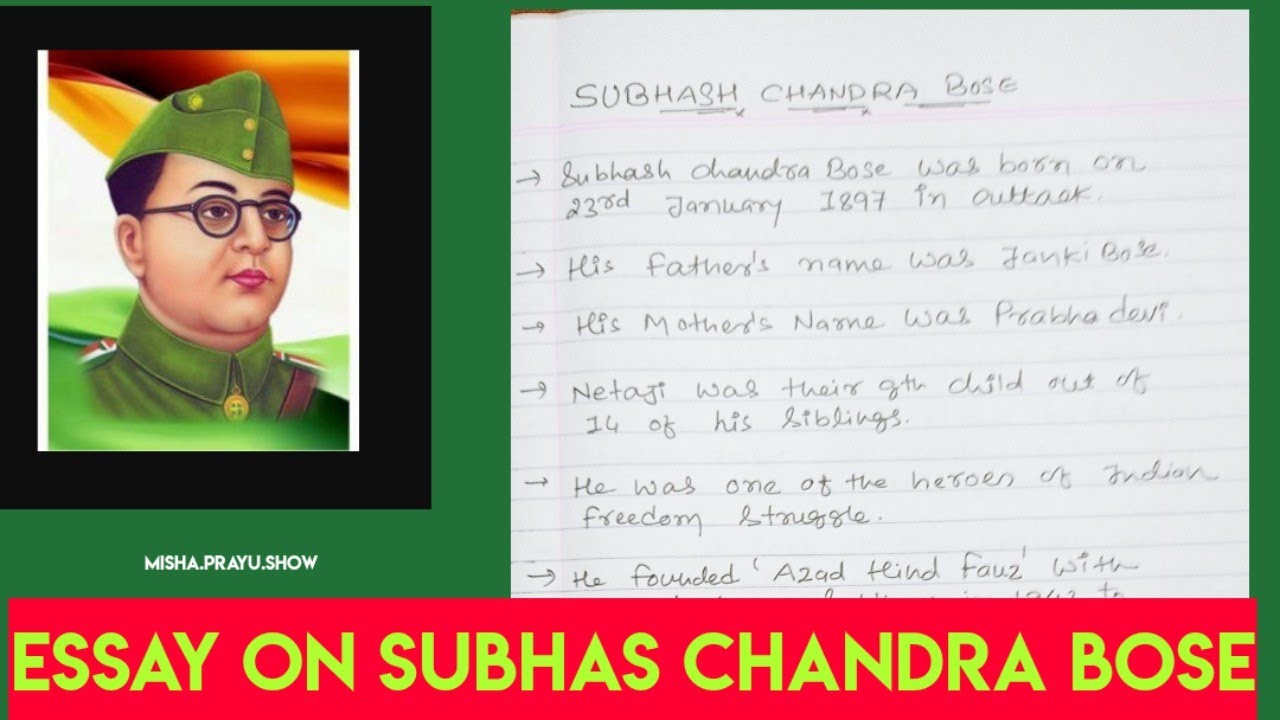 SUBHASH CHANDRA BOSE
→ Subhash Chandra Bose was born on
23rd January 1897 in Cuttack.
→ His Father's name was Janki Bose.
→ His Mother's Name was Prabha devi.
→ Netaji was their 9th child out of
14 of his siblings.
→ He was one of the heroes of Indian
freedom struggle.
→ He founded 'Azad Hind Fauz' with
MISHA.PRAYU.SHOW
ESSAY ON SUBHAS CHANDRA BOSE